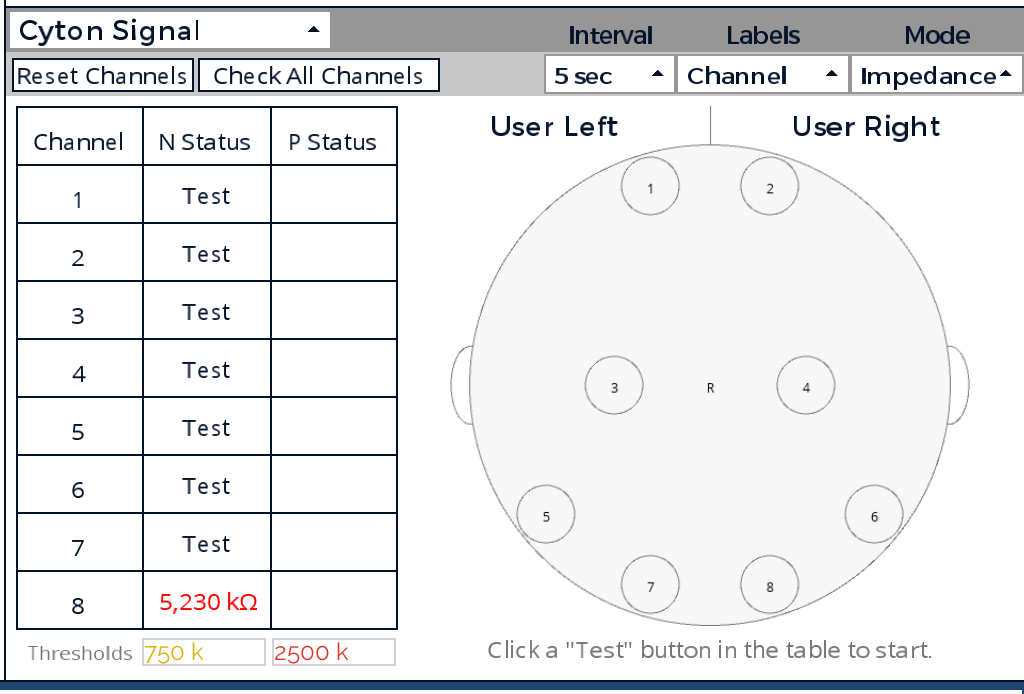 Cyton Signal
Interval Labels Mode
Reset Channels Check All Channels 5 sec Channel Impedance
Channel N Status P Status
User Left User Right
1 Test
2 Test
3 Test
4 Test
5 Test
6 Test
7 Test
8 5,230 kΩ
Thresholds 750 k 2500 k
1 2
3 R 4
5 6
7 8
Click a "Test" button in the table to start.